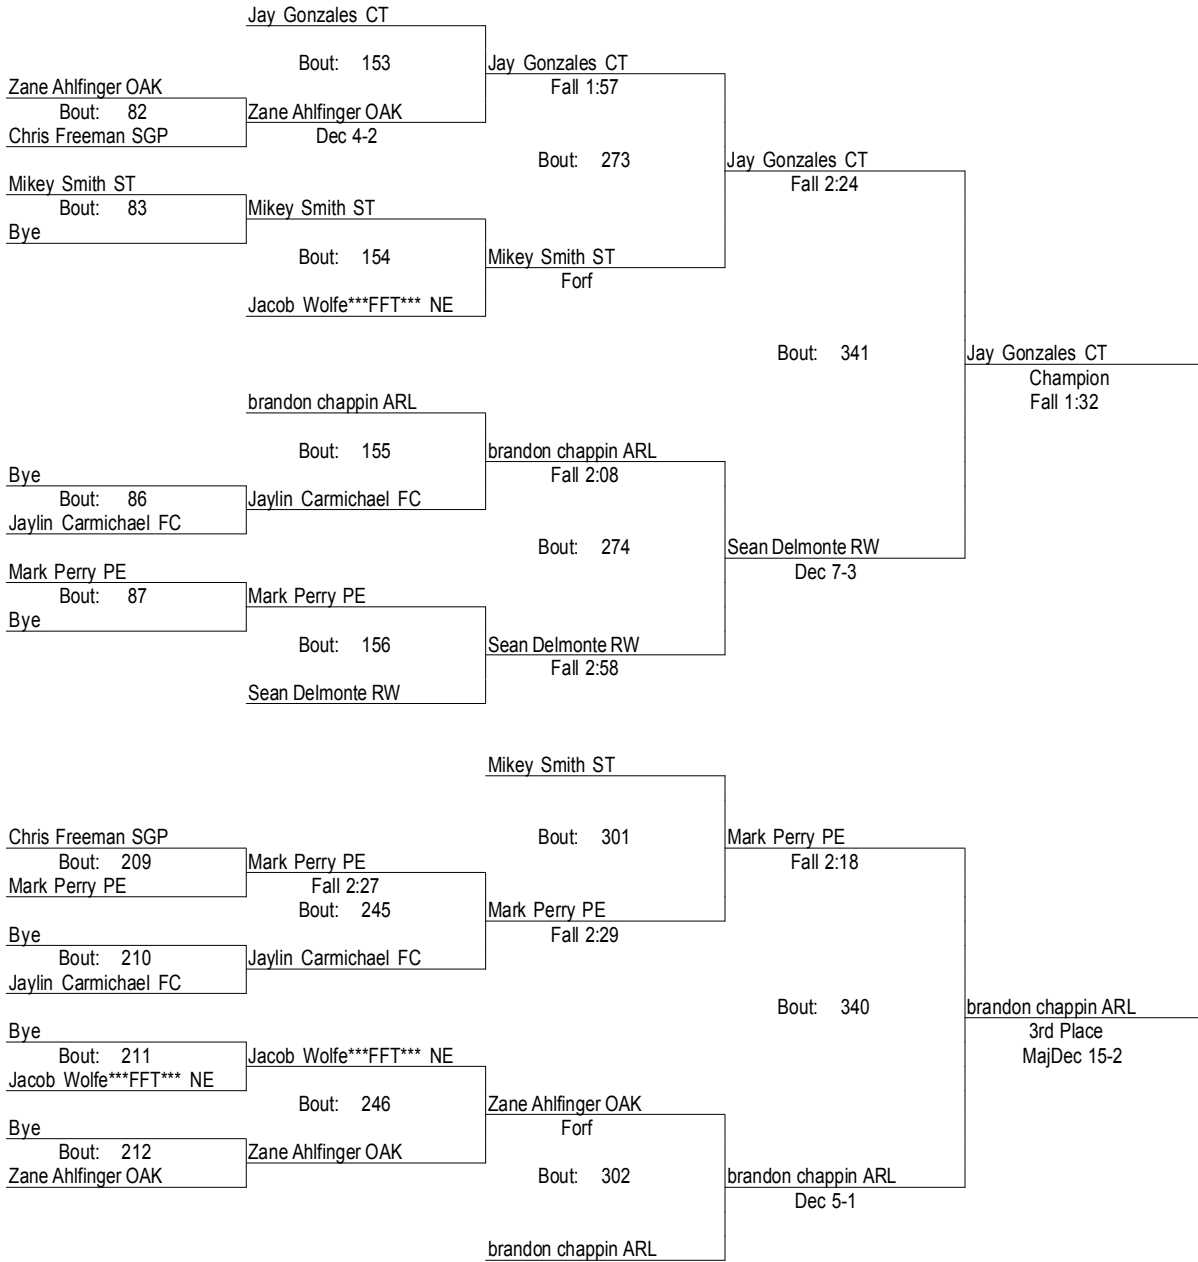 Jay Gonzales CT
Bout: 153
Jay Gonzales CT
Fall 1:57
Zane Ahlfinger OAK
Bout: 82
Zane Ahlfinger OAK
Chris Freeman SGP
Dec 4-2
Bout: 273
Jay Gonzales CT
Fall 2:24
Mikey Smith ST
Bout: 83
Mikey Smith ST
Bye
Bout: 154
Mikey Smith ST
Forf
Jacob Wolfe***FFT*** NE
Bout: 341
Jay Gonzales CT
Champion
Fall 1:32
brandon chappin ARL
Bout: 155
brandon chappin ARL
Fall 2:08
Bye
Bout: 86
Jaylin Carmichael FC
Jaylin Carmichael FC
Bout: 274
Sean Delmonte RW
Dec 7-3
Mark Perry PE
Bout: 87
Mark Perry PE
Bye
Bout: 156
Sean Delmonte RW
Fall 2:58
Sean Delmonte RW
Mikey Smith ST
Chris Freeman SGP
Bout: 301
Mark Perry PE
Fall 2:18
Bout: 209
Mark Perry PE
Mark Perry PE
Fall 2:27
Bout: 245
Mark Perry PE
Fall 2:29
Bye
Bout: 210
Jaylin Carmichael FC
Jaylin Carmichael FC
Bout: 340
brandon chappin ARL
3rd Place
MajDec 15-2
Bye
Bout: 211
Jacob Wolfe***FFT*** NE
Jacob Wolfe***FFT*** NE
Bout: 246
Zane Ahlfinger OAK
Forf
Bye
Bout: 212
Zane Ahlfinger OAK
Zane Ahlfinger OAK
Bout: 302
brandon chappin ARL
Dec 5-1
brandon chappin ARL